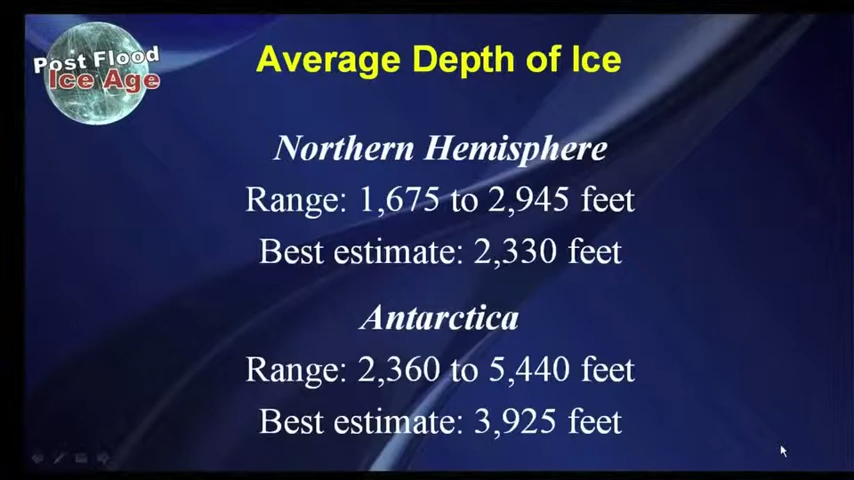 Post Flood
Ice Age
Average Depth of Ice
Northern Hemisphere
Range: 1,675 to 2,945 feet
Best estimate: 2,330 feet
Antarctica
Range: 2,360 to 5,440 feet
Best estimate: 3,925 feet